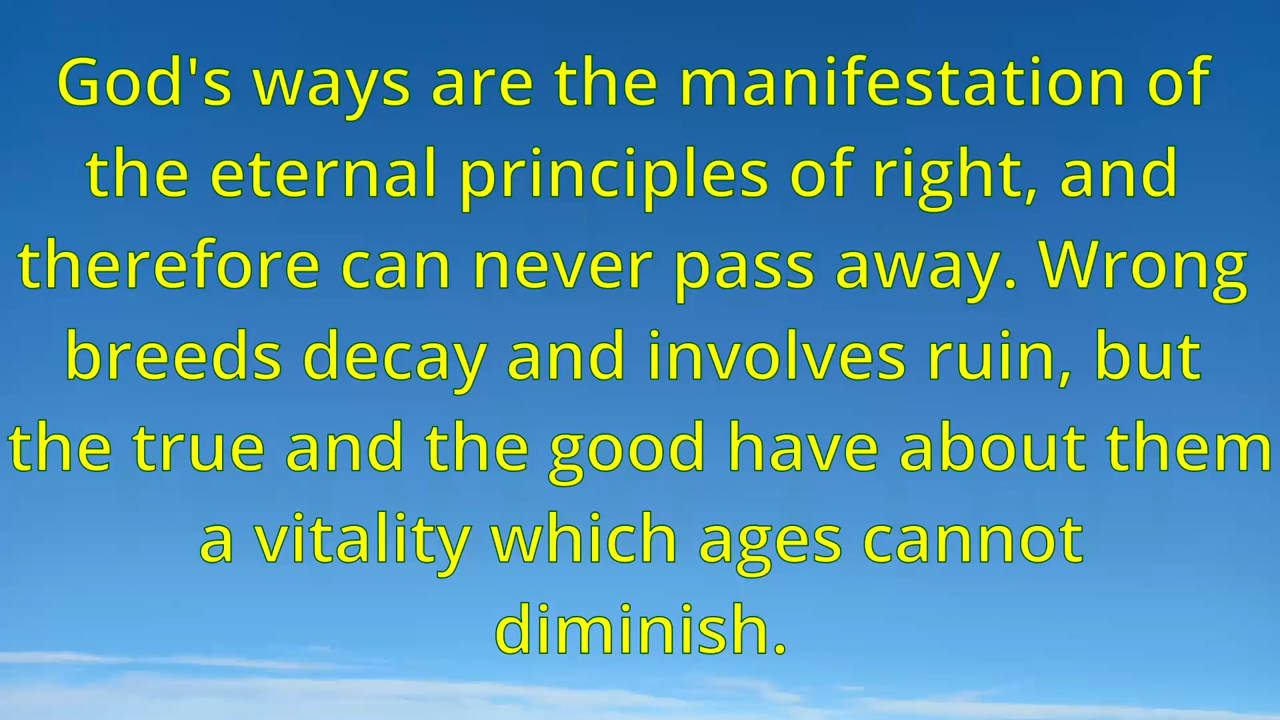 God's ways are the manifestation of
the eternal principles of right, and
therefore can never pass away. Wrong
breeds decay and involves ruin, but
the true and the good have about them
a vitality which ages cannot
diminish.